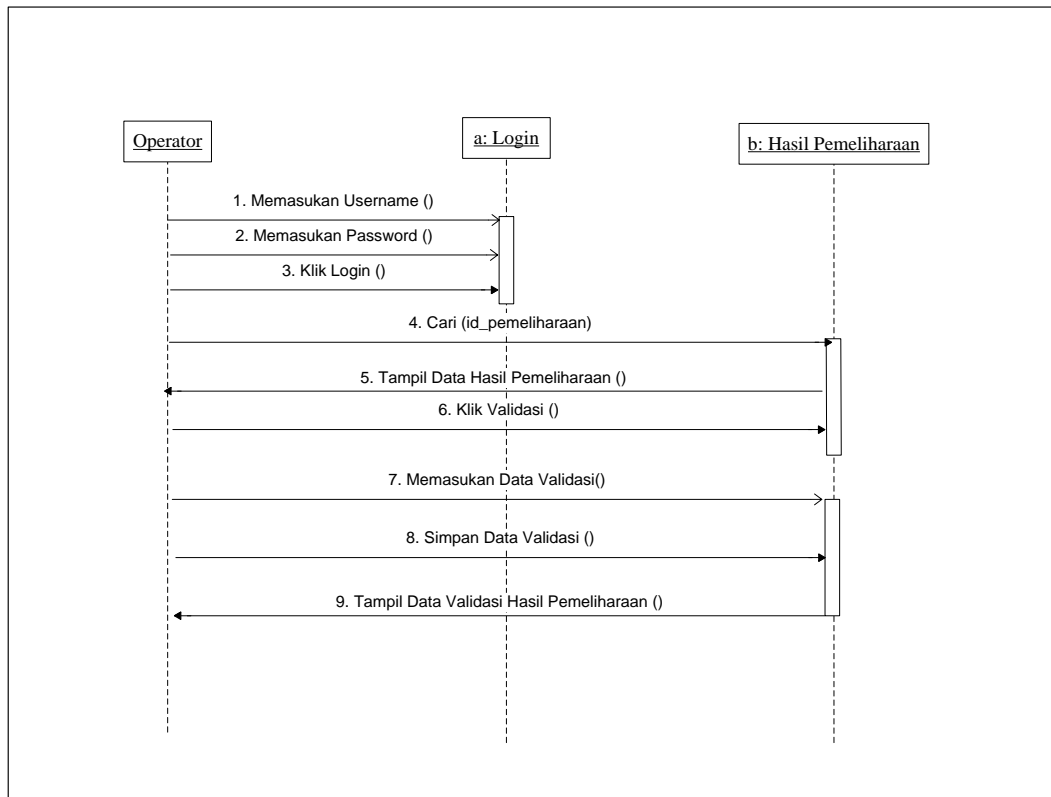 Operator
a: Login
b: Hasil Pemeliharaan
1. Memasukan Username ()
2. Memasukan Password ()
3. Klik Login ()
4. Cari (id_pemeliharaan)
5. Tampil Data Hasil Pemeliharaan ()
6. Klik Validasi ()
7. Memasukan Data Validasi()
8. Simpan Data Validasi ()
9. Tampil Data Validasi Hasil Pemeliharaan ()